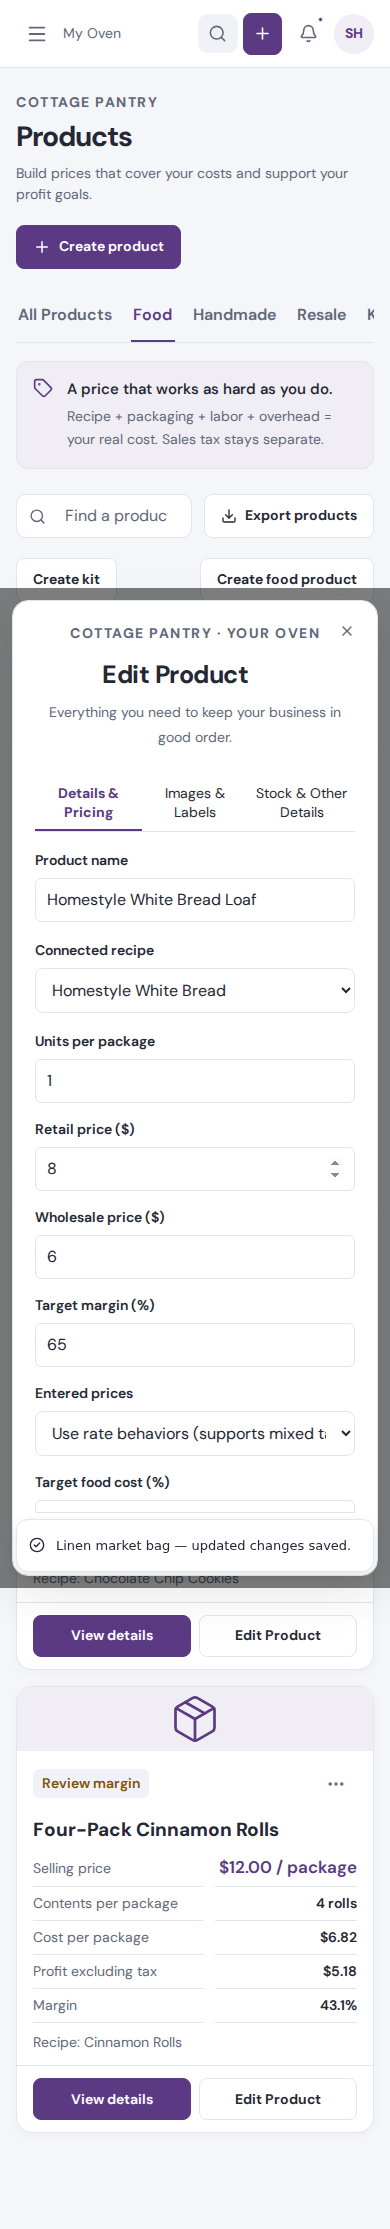 My Oven
SH
COTTAGE PANTRY
Products
Build prices that cover your costs and support your
profit goals.
Create product
All Products Food Handmade Resale K
A price that works as hard as you do.
Recipe + packaging + labor + overhead =
your real cost. Sales tax stays separate.
Find a produc
Export products
Create kit
Create food product
COTTAGE PANTRY · YOUR OVEN
Edit Product
Everything you need to keep your business in
good order.
Details &
Pricing
Images &
Labels
Stock & Other
Details
Product name
Homestyle White Bread Loaf
Connected recipe
Homestyle White Bread
Units per package
1
Retail price ($)
8
Wholesale price ($)
6
Target margin (%)
65
Entered prices
Use rate behaviors (supports mixed ta
Target food cost (%)
Linen market bag — updated changes saved.
Recipe: Chocolate Chip Cookies
View details
Edit Product
Review margin
Four-Pack Cinnamon Rolls
Selling price $12.00 / package
Contents per package 4 rolls
Cost per package $6.82
Profit excluding tax $5.18
Margin 43.1%
Recipe: Cinnamon Rolls
View details
Edit Product